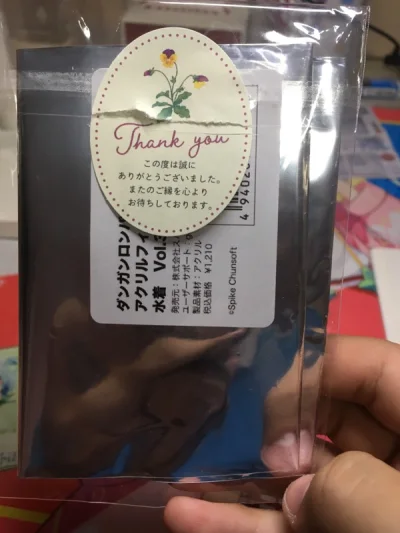 Thank you
この度は誠に
ありがとうございました。
またのご縁を心より
お待ちしております。
ダンガンロンパ
アクリルフィ
水着 Vol.3
発売元：株式会社ス
ユーザーサポート：
製品素材：アクリル
税込価格 ¥1,210
©Spike Chunsoft